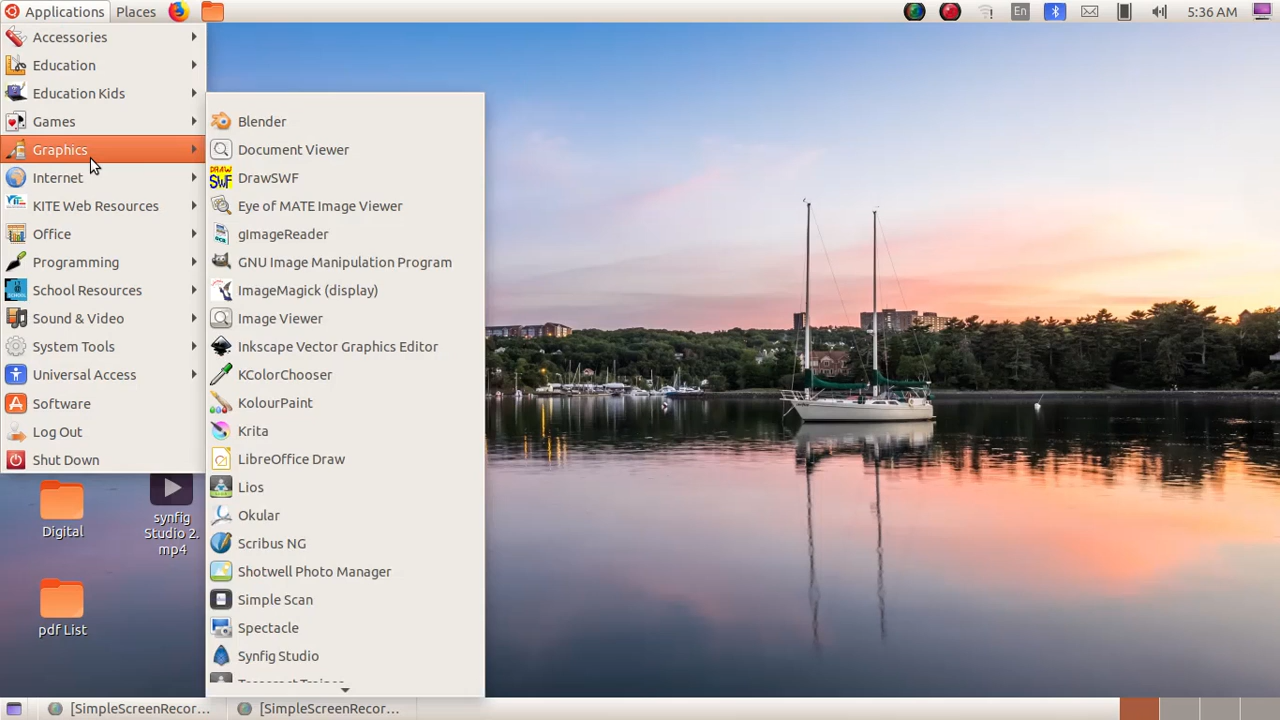 Applications Places En 5:36 AM
Accessories
Education
Education Kids
Games
Graphics
Internet
KITE Web Resources
Office
Programming
School Resources
Sound & Video
System Tools
Universal Access
Software
Log Out
Shut Down
Blender
Document Viewer
DRAW
SWF
DrawSWF
Eye of MATE Image Viewer
gImageReader
GNU Image Manipulation Program
ImageMagick (display)
Image Viewer
Inkscape Vector Graphics Editor
KColorChooser
KolourPaint
Krita
LibreOffice Draw
Lios
Okular
Scribus NG
Shotwell Photo Manager
Simple Scan
Spectacle
Synfig Studio
Digital
synfig
Studio 2.
mp4
pdf List
[SimpleScreenRecor... [SimpleScreenRecor...